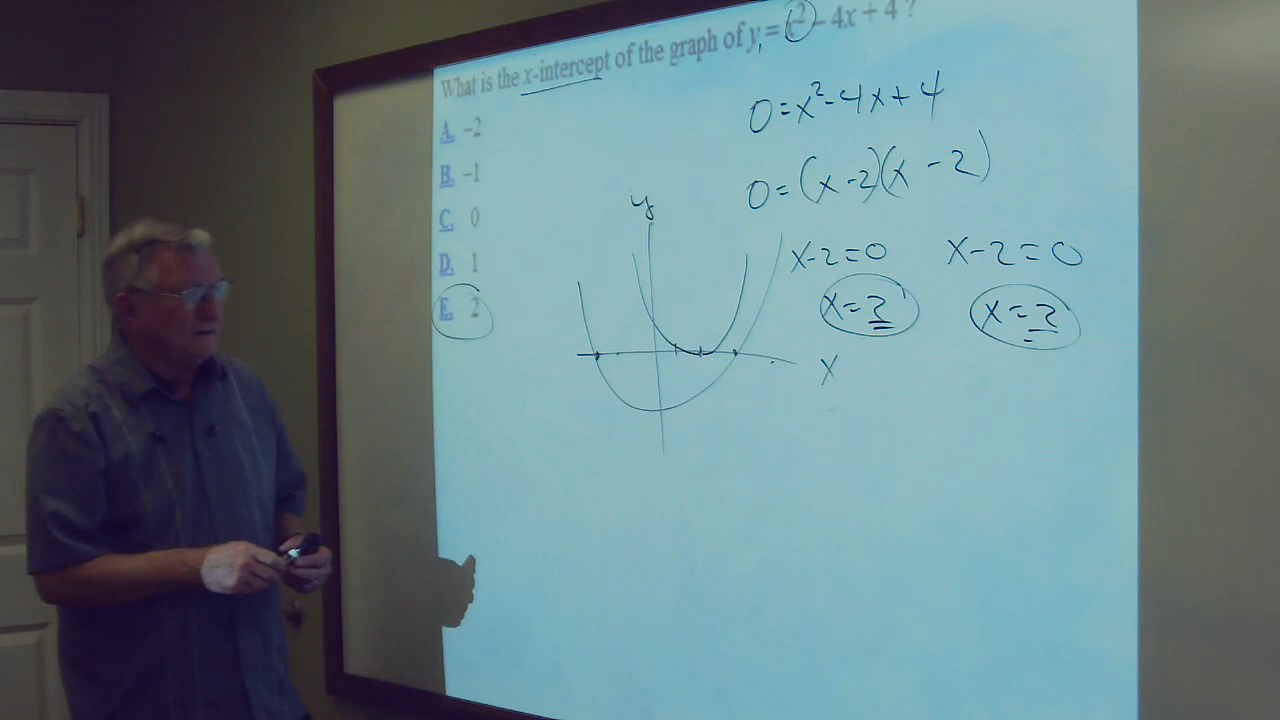 What is the x-intercept of the graph of y = x² - 4x + 4 ?
A. -2
B. -1
C. 0
D. 1
E. 2
0 = x² - 4x + 4
0 = (x - 2)(x - 2)
x - 2 = 0 x - 2 = 0
x = 2 x = 2
y
x